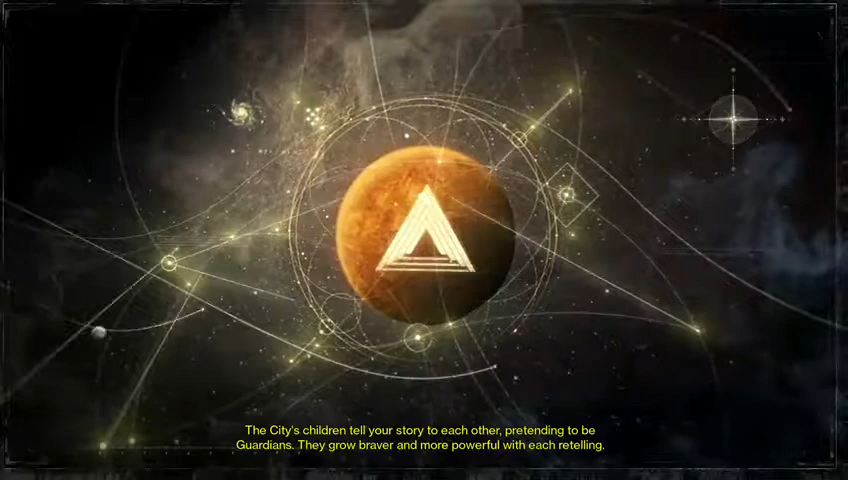 The City's children tell your story to each other, pretending to be
Guardians. They grow braver and more powerful with each retelling.